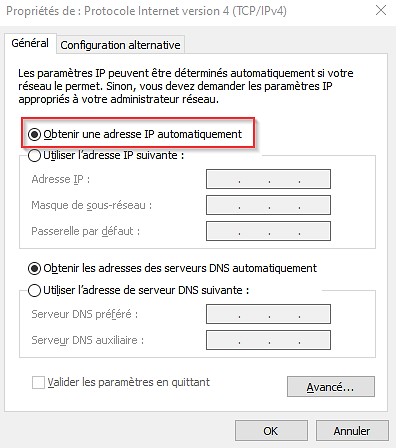 Propriétés de : Protocole Internet version 4 (TCP/IPv4)
Général
Configuration alternative
Les paramètres IP peuvent être déterminés automatiquement si votre
réseau le permet. Sinon, vous devez demander les paramètres IP
appropriés à votre administrateur réseau.
Obtenir une adresse IP automatiquement
Utiliser l'adresse IP suivante :
Adresse IP :
Masque de sous-réseau :
Passerelle par défaut :
Obtenir les adresses des serveurs DNS automatiquement
Utiliser l'adresse de serveur DNS suivante :
Serveur DNS préféré :
Serveur DNS auxiliaire :
Valider les paramètres en quittant
Avancé...
OK
Annuler